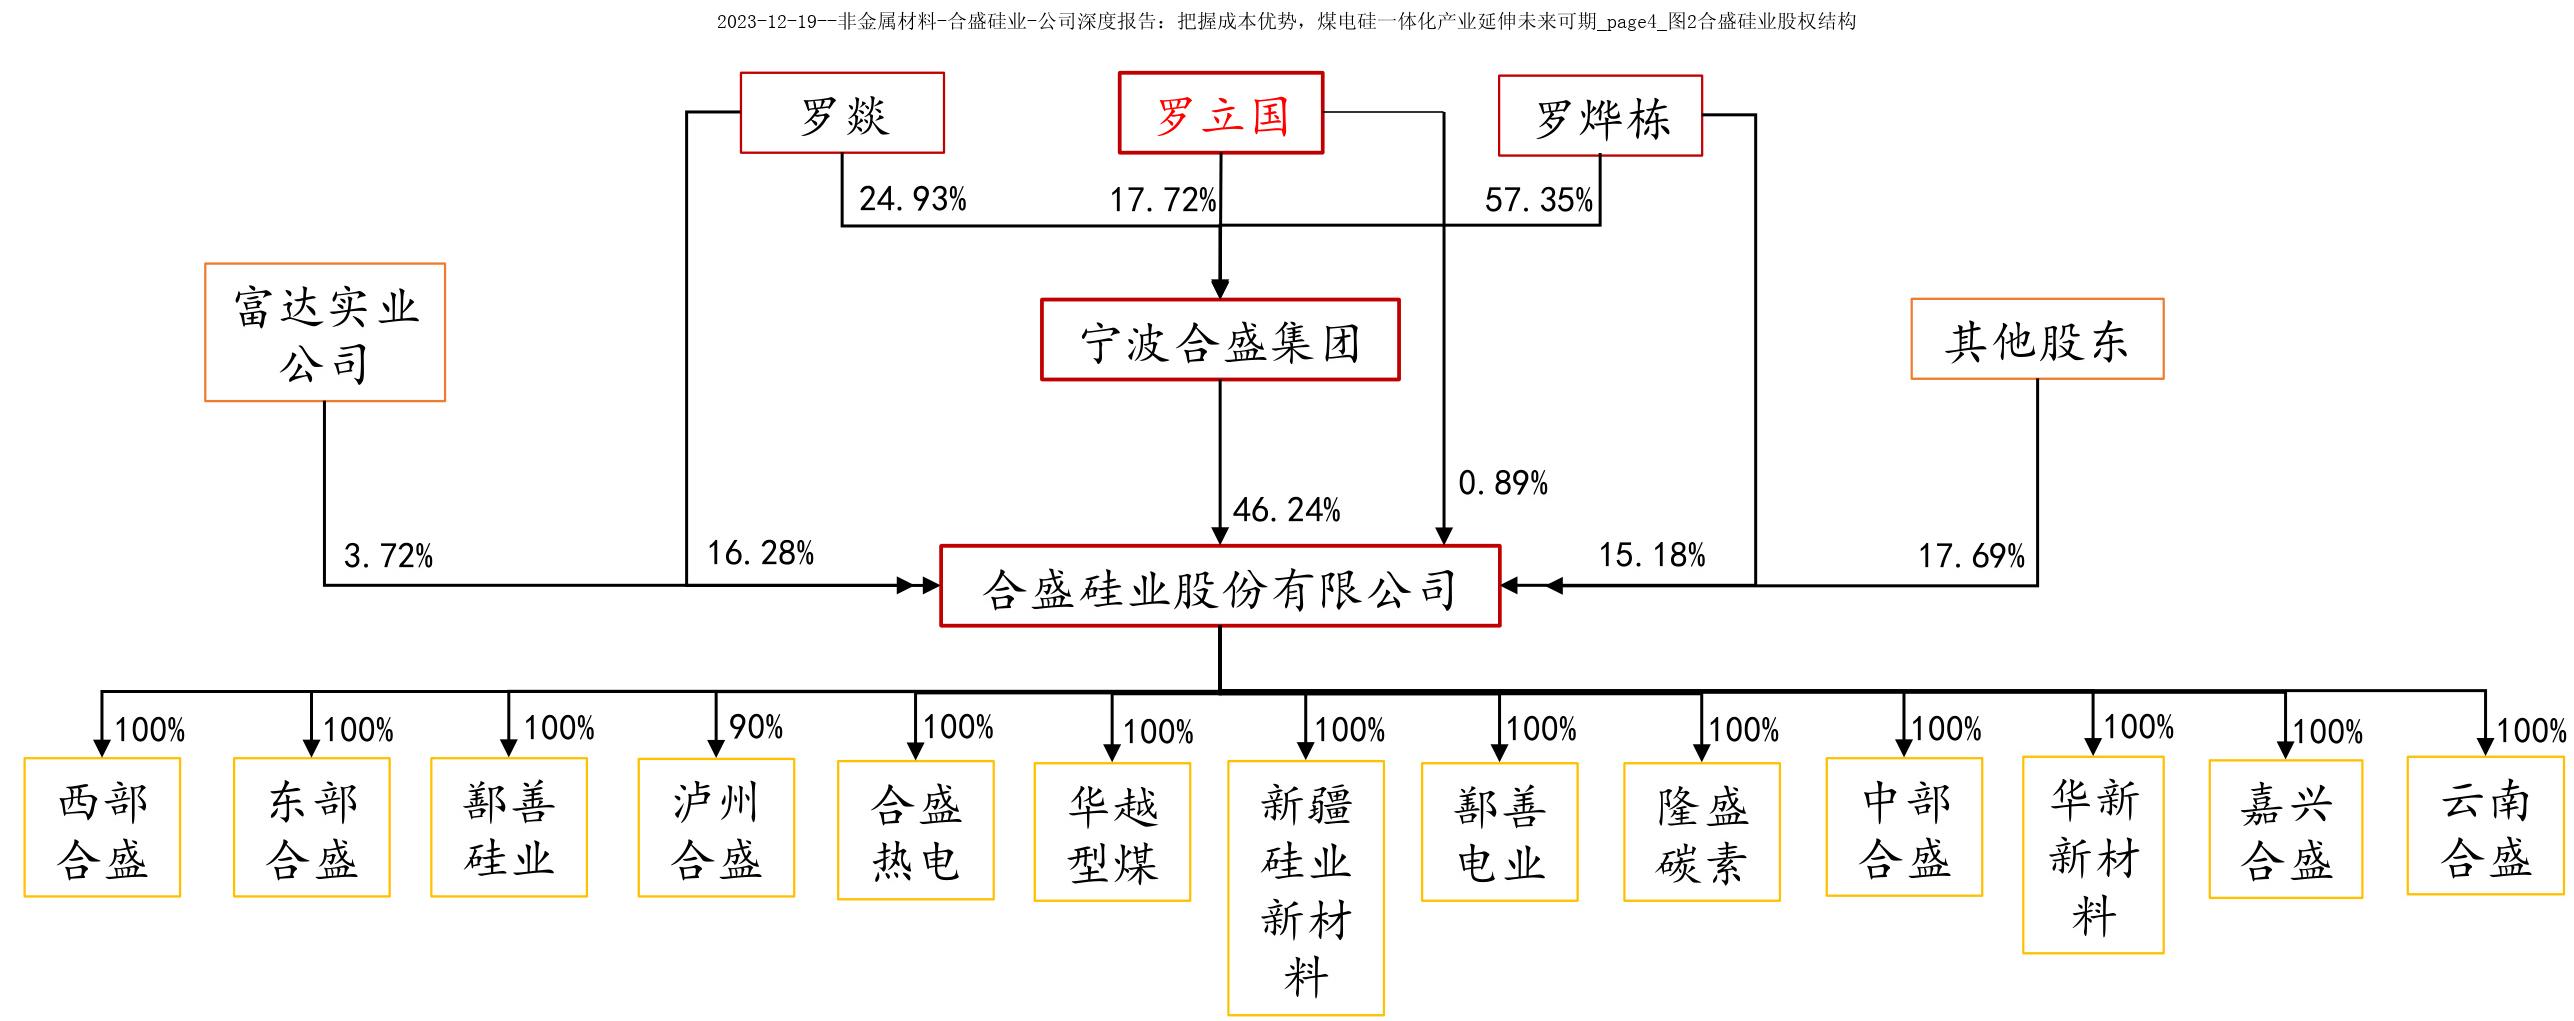 2023-12-19--非金属材料-合盛硅业-公司深度报告：把握成本优势，煤电硅一体化产业延伸未来可期_page4_图2合盛硅业股权结构
罗燚
罗立国
罗烨栋
24.93%
17.72%
57.35%
富达实业
公司
宁波合盛集团
其他股东
0.89%
46.24%
3.72%
16.28%
15.18%
17.69%
合盛硅业股份有限公司
100%
100%
100%
90%
100%
100%
100%
100%
100%
100%
100%
100%
100%
西部
合盛
东部
合盛
鄯善
硅业
泸州
合盛
合盛
热电
华越
型煤
新疆
硅业
新材
料
鄯善
电业
隆盛
碳素
中部
合盛
华新
新材
料
嘉兴
合盛
云南
合盛